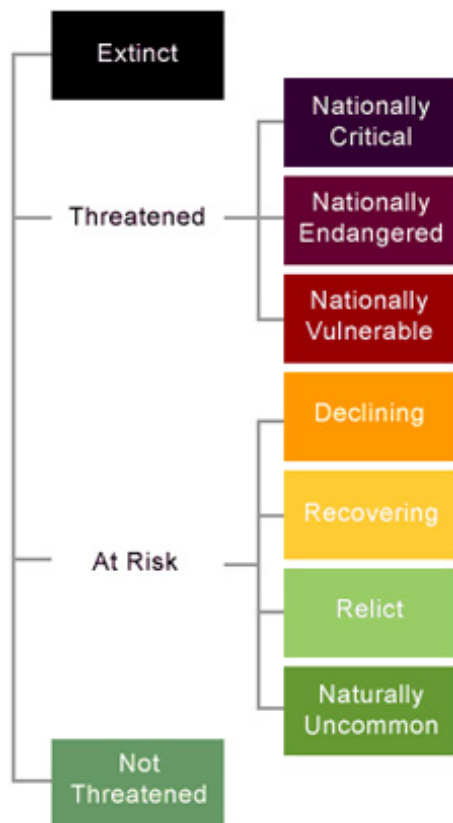 Extinct
Nationally
Critical
Threatened
Nationally
Endangered
Nationally
Vulnerable
Declining
Recovering
At Risk
Relict
Naturally
Uncommon
Not
Threatened